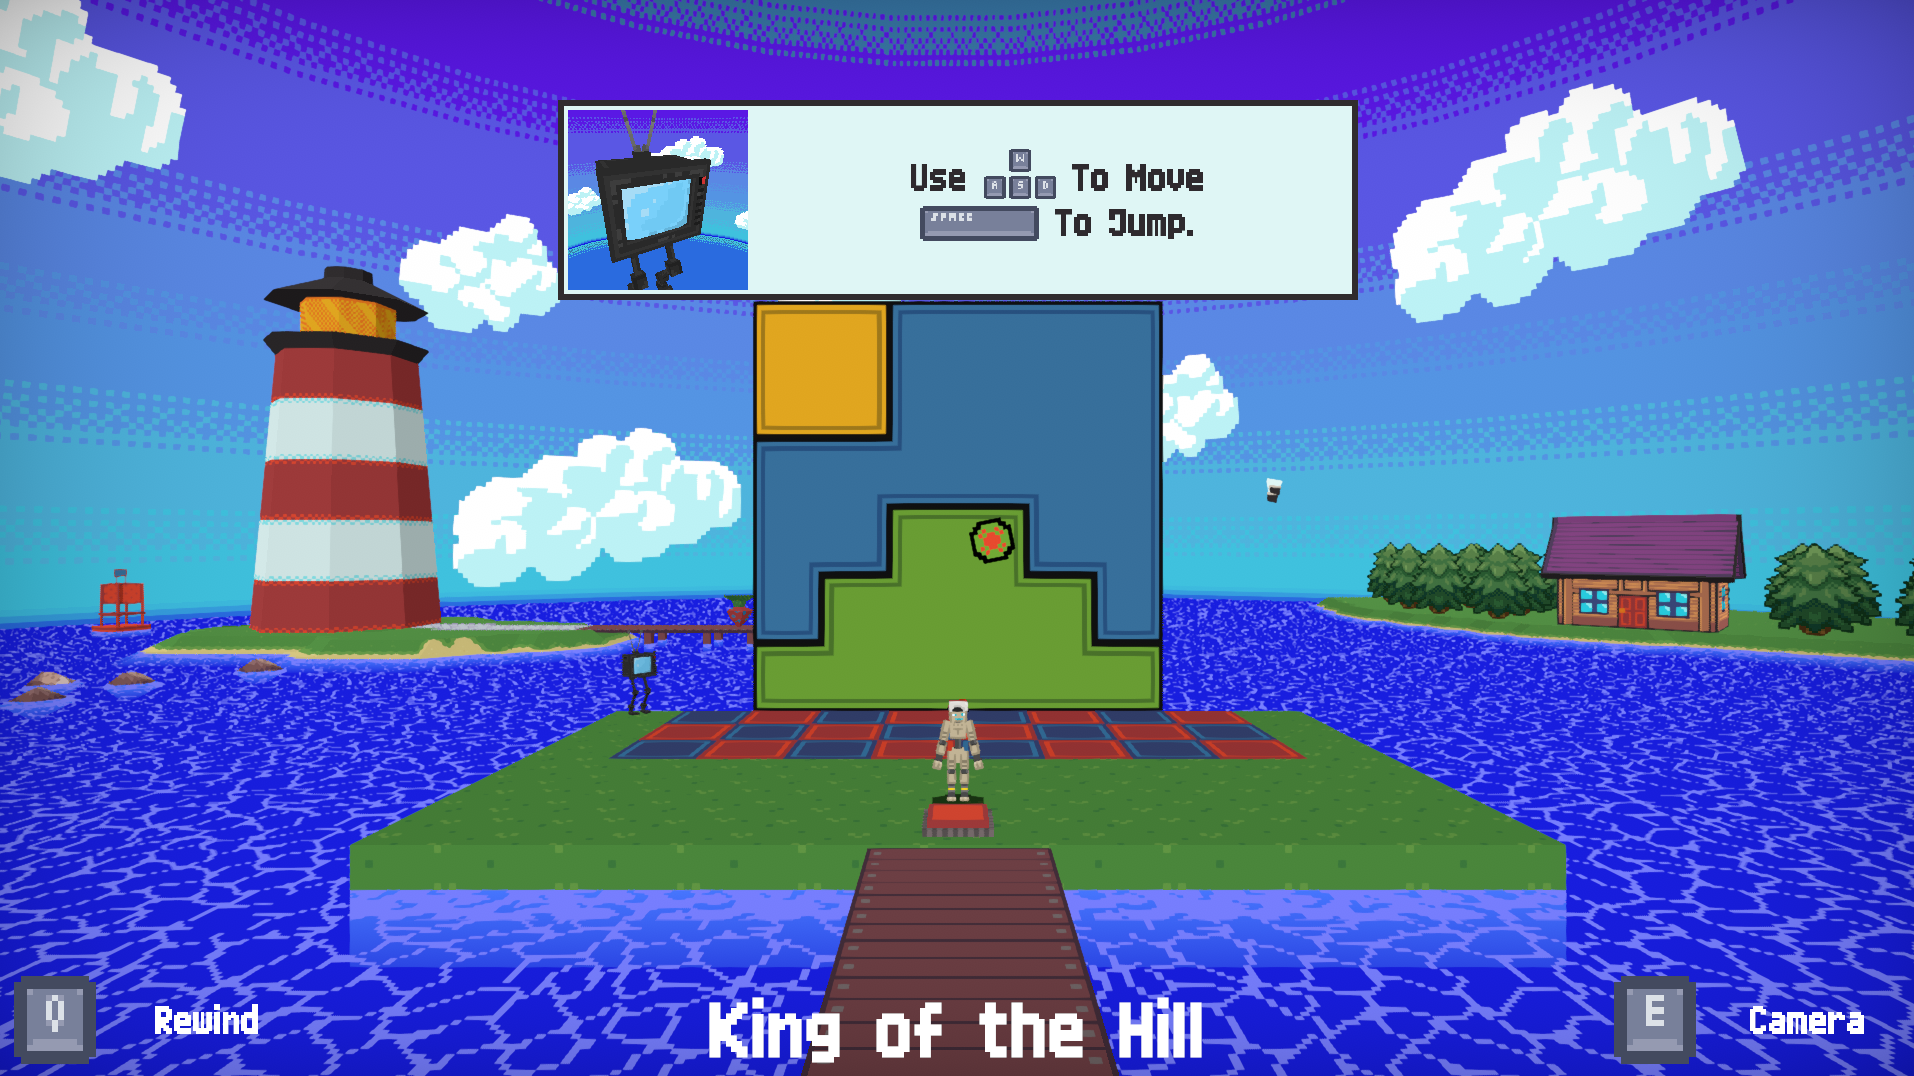 Use W To Move
A S D
SPACE To Jump.
Q Rewind
King of the Hill
E Camera